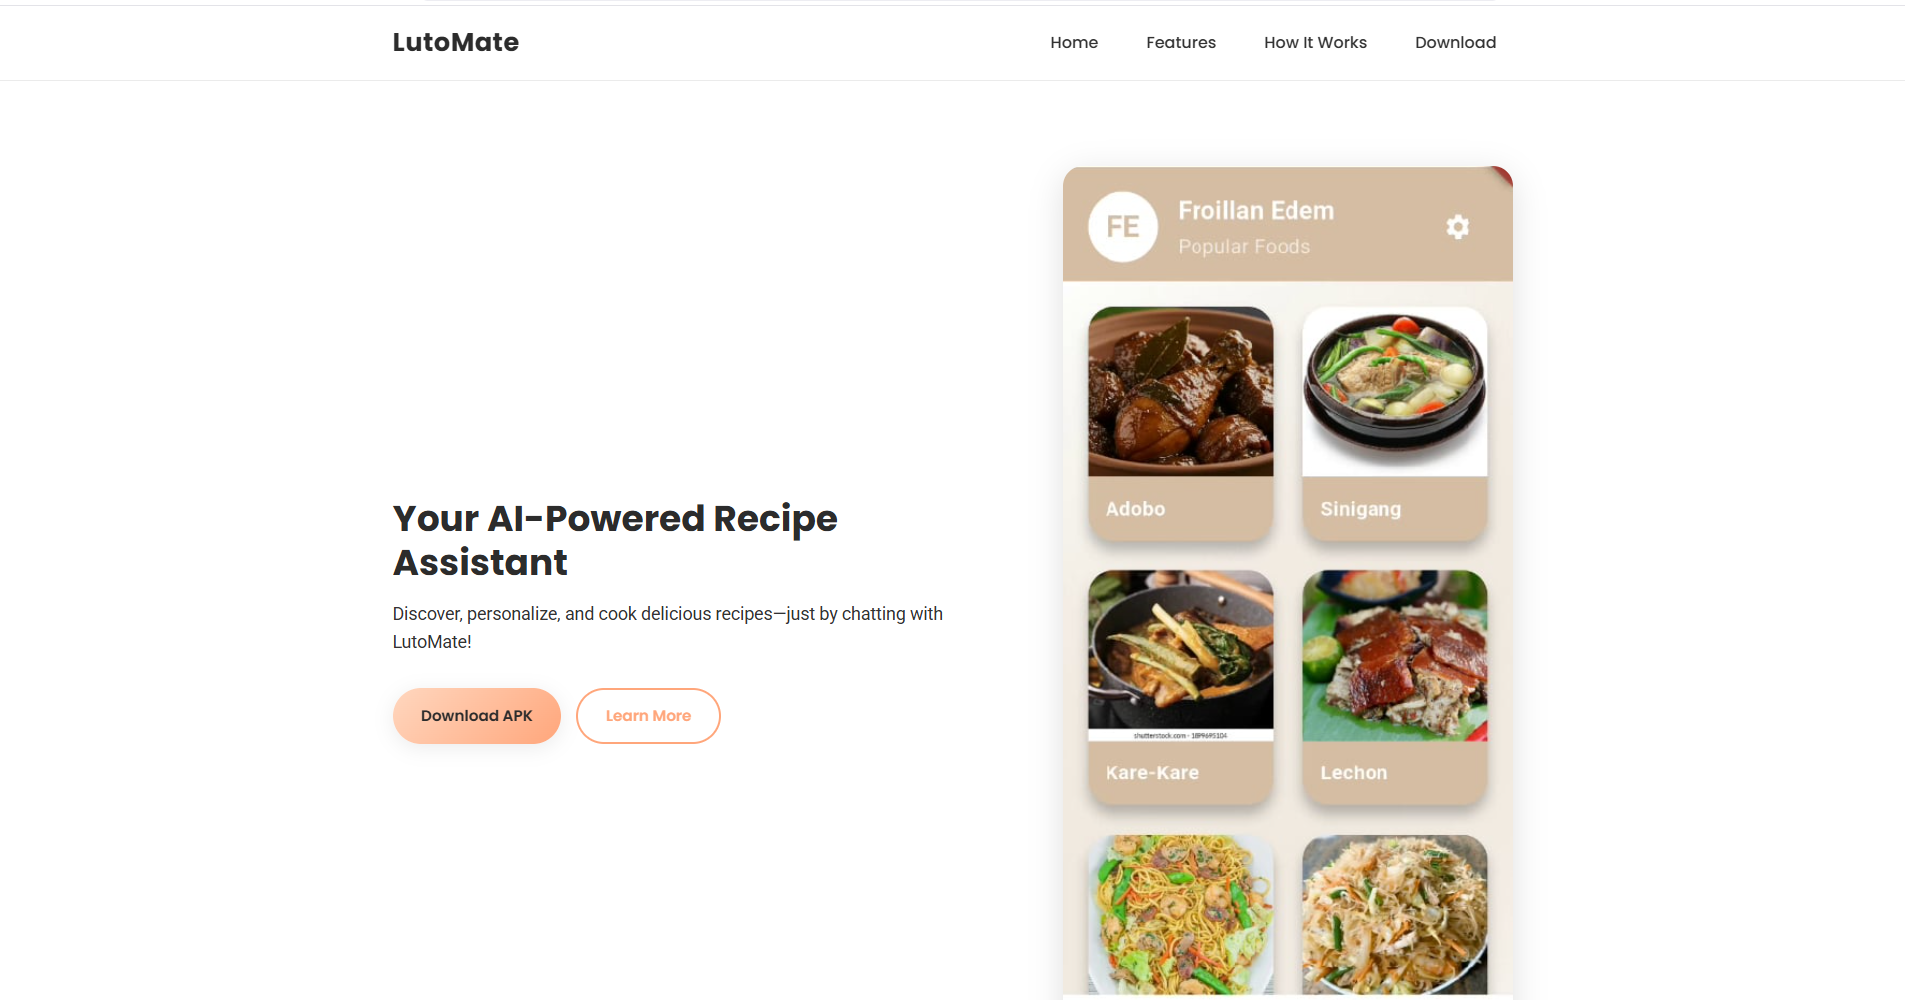 LutoMate
Home Features How It Works Download
Your AI-Powered Recipe
Assistant
Discover, personalize, and cook delicious recipes—just by chatting with
LutoMate!
Download APK Learn More
FE
Froillan Edem
Popular Foods
Adobo Sinigang
shutterstock.com · 1899695104
Kare-Kare Lechon